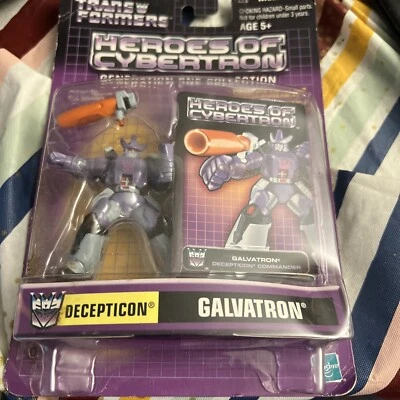 TRANSFORMERS
CHOKING HAZARD-Small parts.
Not for children under 3 years.
AGE 5+
HEROES OF
CYBERTRON
GENERATION ONE COLLECTION
HEROES OF
CYBERTRON
GALVATRON®
DECEPTICON® COMMANDER
DECEPTICON®
GALVATRON®
Hasbro